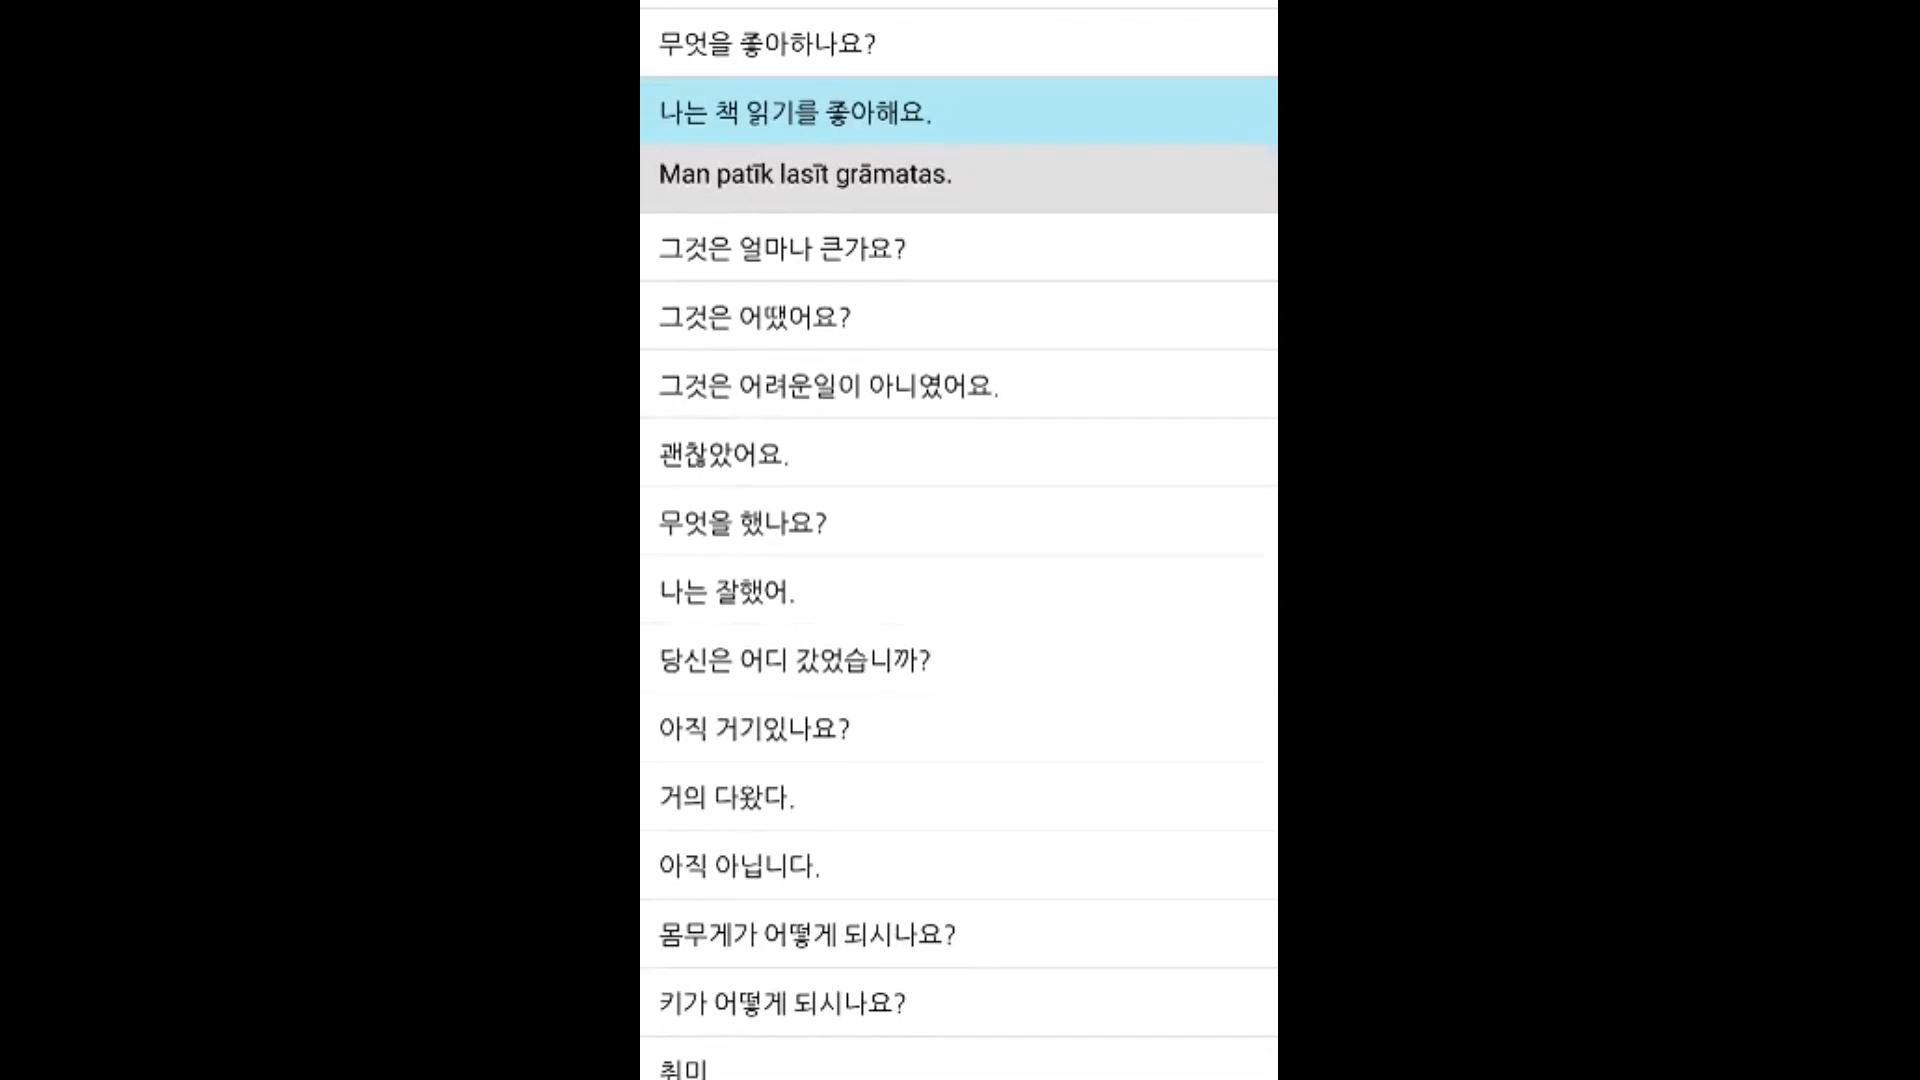 무엇을 좋아하나요?
나는 책 읽기를 좋아해요.
Man patīk lasīt grāmatas.
그것은 얼마나 큰가요?
그것은 어땠어요?
그것은 어려운일이 아니였어요.
괜찮았어요.
무엇을 했나요?
나는 잘했어.
당신은 어디 갔었습니까?
아직 거기있나요?
거의 다왔다.
아직 아닙니다.
몸무게가 어떻게 되시나요?
키가 어떻게 되시나요?
취미